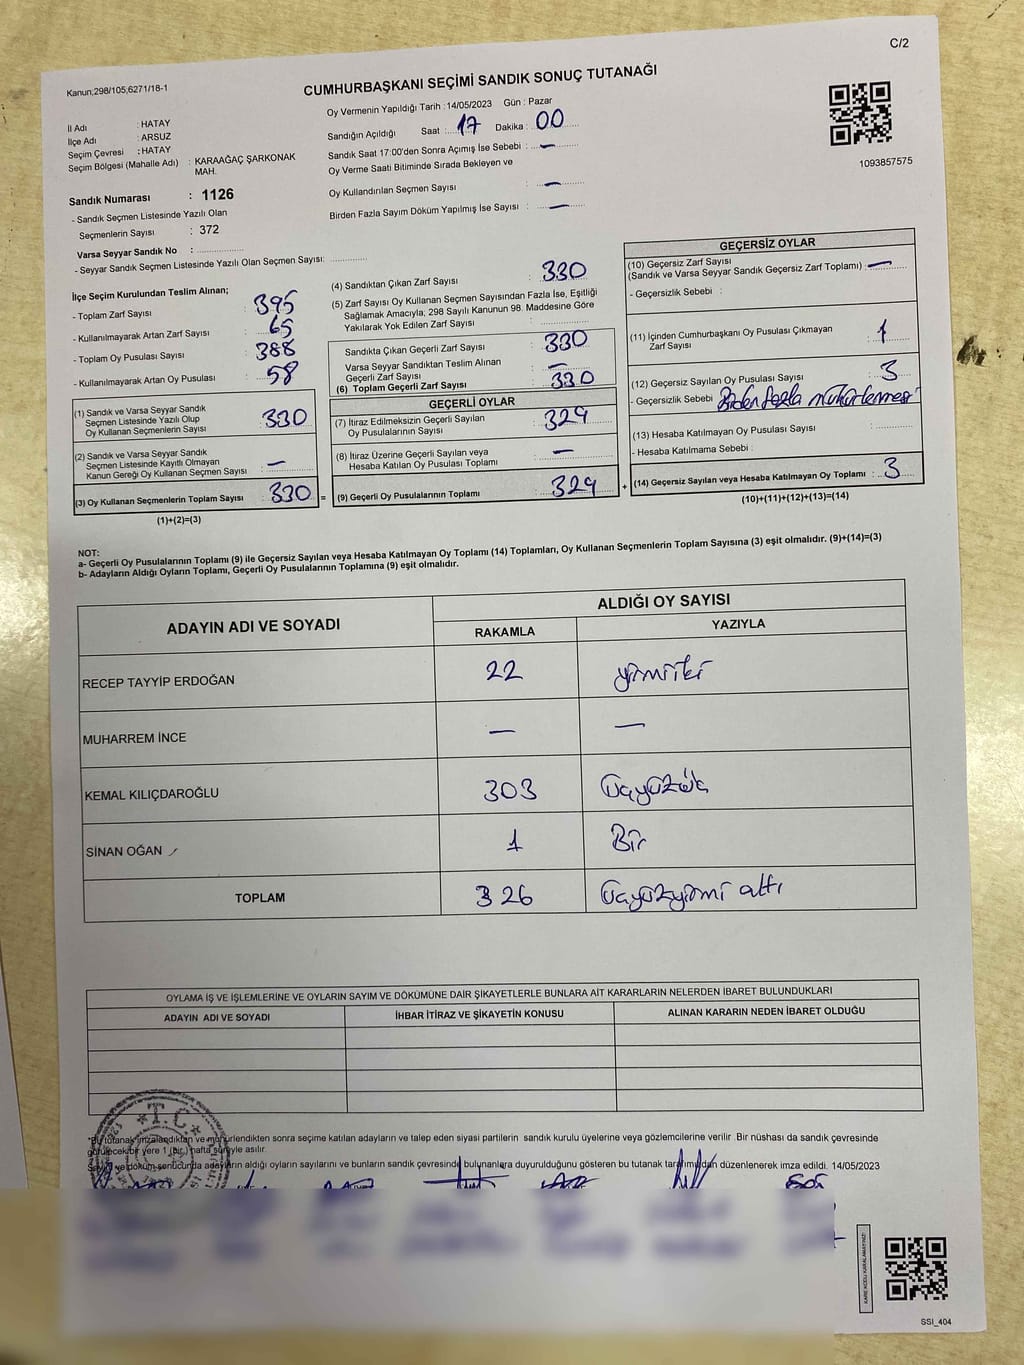 C/2
Kanun;298/105,6271/18-1
CUMHURBAŞKANI SEÇİMİ SANDIK SONUÇ TUTANAĞI
Oy Vermenin Yapıldığı Tarih :14/05/2023 Gün : Pazar
İl Adı : HATAY
İlçe Adı : ARSUZ
Seçim Çevresi : HATAY
Seçim Bölgesi (Mahalle Adı) : KARAAĞAÇ ŞARKONAK MAH.
Sandığın Açıldığı Saat : 17 Dakika : 00
Sandık Saat 17:00'den Sonra Açımış İse Sebebi : —
Oy Verme Saati Bitiminde Sırada Bekleyen ve
Oy Kullandırılan Seçmen Sayısı : —
Birden Fazla Sayım Döküm Yapılmış İse Sayısı : —
1093857575
Sandık Numarası : 1126
- Sandık Seçmen Listesinde Yazılı Olan
Seçmenlerin Sayısı : 372
Varsa Seyyar Sandık No :
- Seyyar Sandık Seçmen Listesinde Yazılı Olan Seçmen Sayısı:
İlçe Seçim Kurulundan Teslim Alınan;
- Toplam Zarf Sayısı : 395
- Kullanılmayarak Artan Zarf Sayısı : 65
- Toplam Oy Pusulası Sayısı : 388
- Kullanılmayarak Artan Oy Pusulası : 58
(1) Sandık ve Varsa Seyyar Sandık
Seçmen Listesinde Yazılı Olup
Oy Kullanan Seçmenlerin Sayısı : 330
(2) Sandık ve Varsa Seyyar Sandık
Seçmen Listesinde Kayıtlı Olmayan
Kanun Gereği Oy Kullanan Seçmen Sayısı : —
(3) Oy Kullanan Seçmenlerin Toplam Sayısı : 330 =
(1)+(2)=(3)
(4) Sandıktan Çıkan Zarf Sayısı : 330
(5) Zarf Sayısı Oy Kullanan Seçmen Sayısından Fazla İse, Eşitliği
Sağlamak Amacıyla; 298 Sayılı Kanunun 98. Maddesine Göre
Yakılarak Yok Edilen Zarf Sayısı :
Sandıkta Çıkan Geçerli Zarf Sayısı : 330
Varsa Seyyar Sandıktan Teslim Alınan
Geçerli Zarf Sayısı : —
(6) Toplam Geçerli Zarf Sayısı : 330
GEÇERLİ OYLAR
(7) İtiraz Edilmeksizin Geçerli Sayılan
Oy Pusulalarının Sayısı : 329
(8) İtiraz Üzerine Geçerli Sayılan veya
Hesaba Katılan Oy Pusulası Toplamı : —
(9) Geçerli Oy Pusulalarının Toplamı : 329 +
GEÇERSİZ OYLAR
(10) Geçersiz Zarf Sayısı
(Sandık ve Varsa Seyyar Sandık Geçersiz Zarf Toplamı) : —
- Geçersizlik Sebebi :
(11) İçinden Cumhurbaşkanı Oy Pusulası Çıkmayan
Zarf Sayısı : 1
(12) Geçersiz Sayılan Oy Pusulası Sayısı : 3
- Geçersizlik Sebebi : Birden fazla mühürlenmesi
(13) Hesaba Katılmayan Oy Pusulası Sayısı :
- Hesaba Katılmama Sebebi :
(14) Geçersiz Sayılan veya Hesaba Katılmayan Oy Toplamı : 3
(10)+(11)+(12)+(13)=(14)
NOT:
a- Geçerli Oy Pusulalarının Toplamı (9) ile Geçersiz Sayılan veya Hesaba Katılmayan Oy Toplamı (14) Toplamları, Oy Kullanan Seçmenlerin Toplam Sayısına (3) eşit olmalıdır. (9)+(14)=(3)
b- Adayların Aldığı Oyların Toplamı, Geçerli Oy Pusulalarının Toplamına (9) eşit olmalıdır.
ADAYIN ADI VE SOYADI
ALDIĞI OY SAYISI
RAKAMLA YAZIYLA
RECEP TAYYİP ERDOĞAN 22 yirmiiki
MUHARREM İNCE — —
KEMAL KILIÇDAROĞLU 303 Üçyüzük
SİNAN OĞAN 1 Bir
TOPLAM 326 Üçyüzyirmi altı
OYLAMA İŞ VE İŞLEMLERİNE VE OYLARIN SAYIM VE DÖKÜMÜNE DAİR ŞİKAYETLERLE BUNLARA AİT KARARLARIN NELERDEN İBARET BULUNDUKLARI
ADAYIN ADI VE SOYADI İHBAR İTİRAZ VE ŞİKAYETİN KONUSU ALINAN KARARIN NEDEN İBARET OLDUĞU
T.C.
*Bu tutanak imzalandıktan ve mühürlendikten sonra seçime katılan adayların ve talep eden siyasi partilerin sandık kurulu üyelerine veya gözlemcilerine verilir. Bir nüshası da sandık çevresinde
görülecek bir yere 1 (bir) hafta süreyle asılır.
Sayım ve döküm sonucunda adayların aldığı oyların sayılarını ve bunların sandık çevresinde bulunanlara duyurulduğunu gösteren bu tutanak tarafımızdan düzenlenerek imza edildi. 14/05/2023
KARE KODU KARALAMAYINIZ!
SSI_404